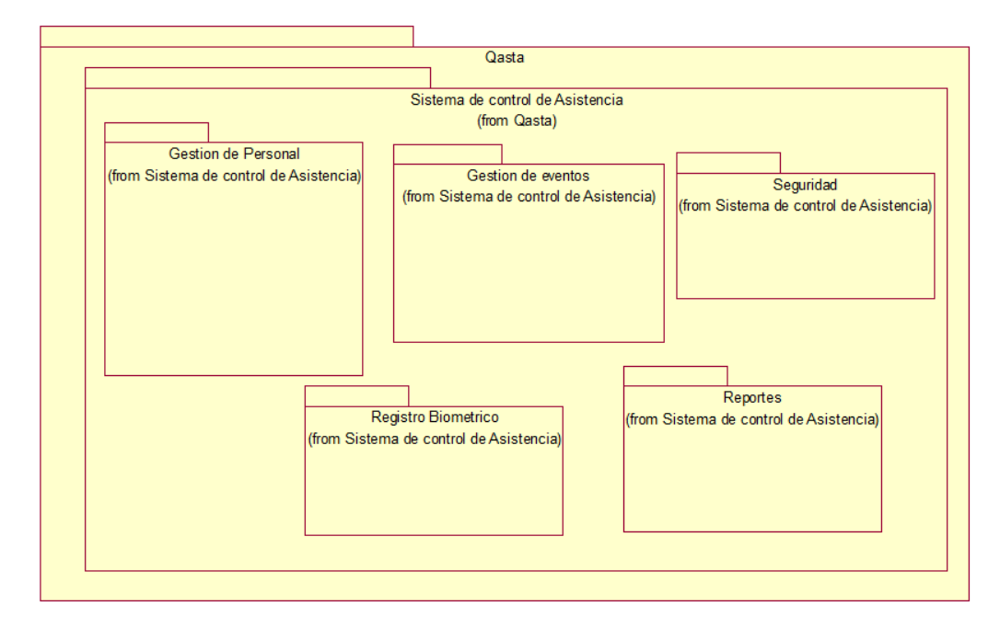 Qasta
Sistema de control de Asistencia
(from Qasta)
Gestion de Personal
(from Sistema de control de Asistencia)
Gestion de eventos
(from Sistema de control de Asistencia)
Seguridad
(from Sistema de control de Asistencia)
Registro Biometrico
(from Sistema de control de Asistencia)
Reportes
(from Sistema de control de Asistencia)